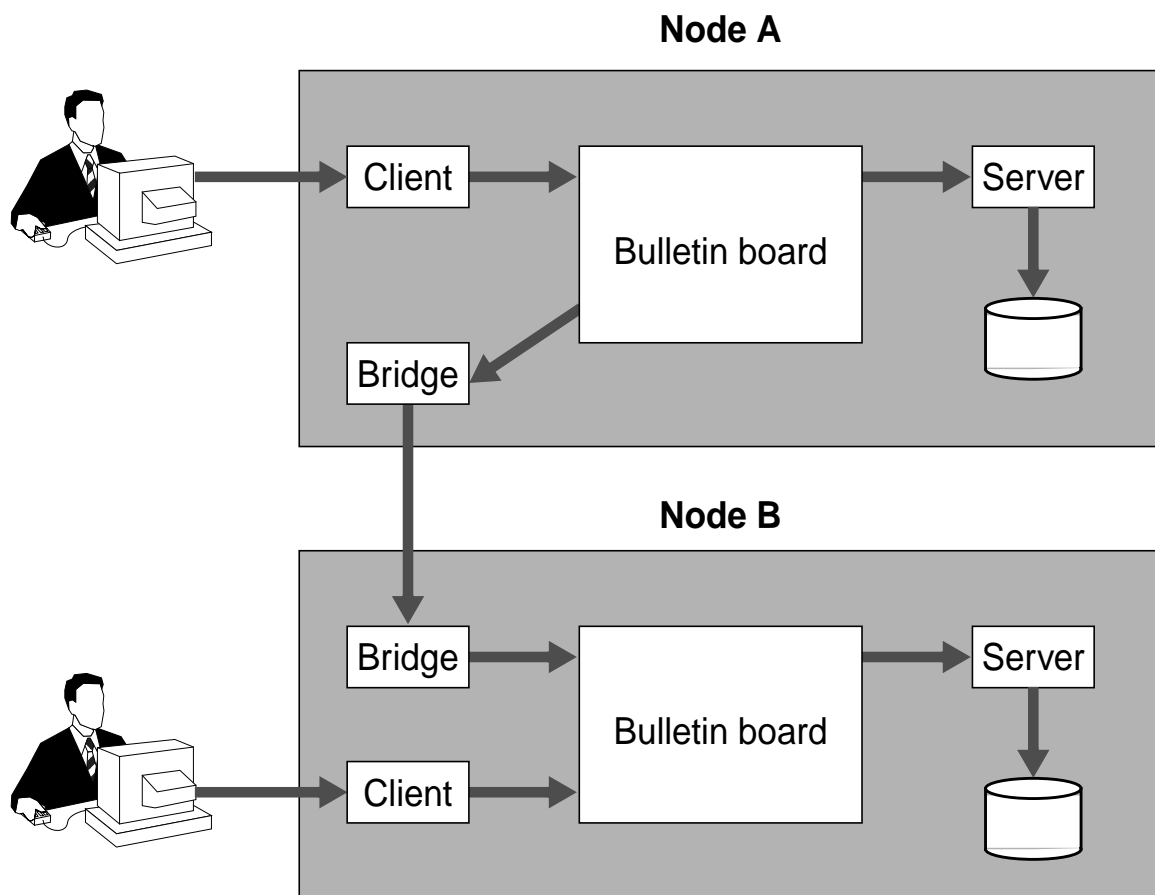 Node A
Client
Server
Bulletin board
Bridge
Node B
Bridge
Server
Bulletin board
Client